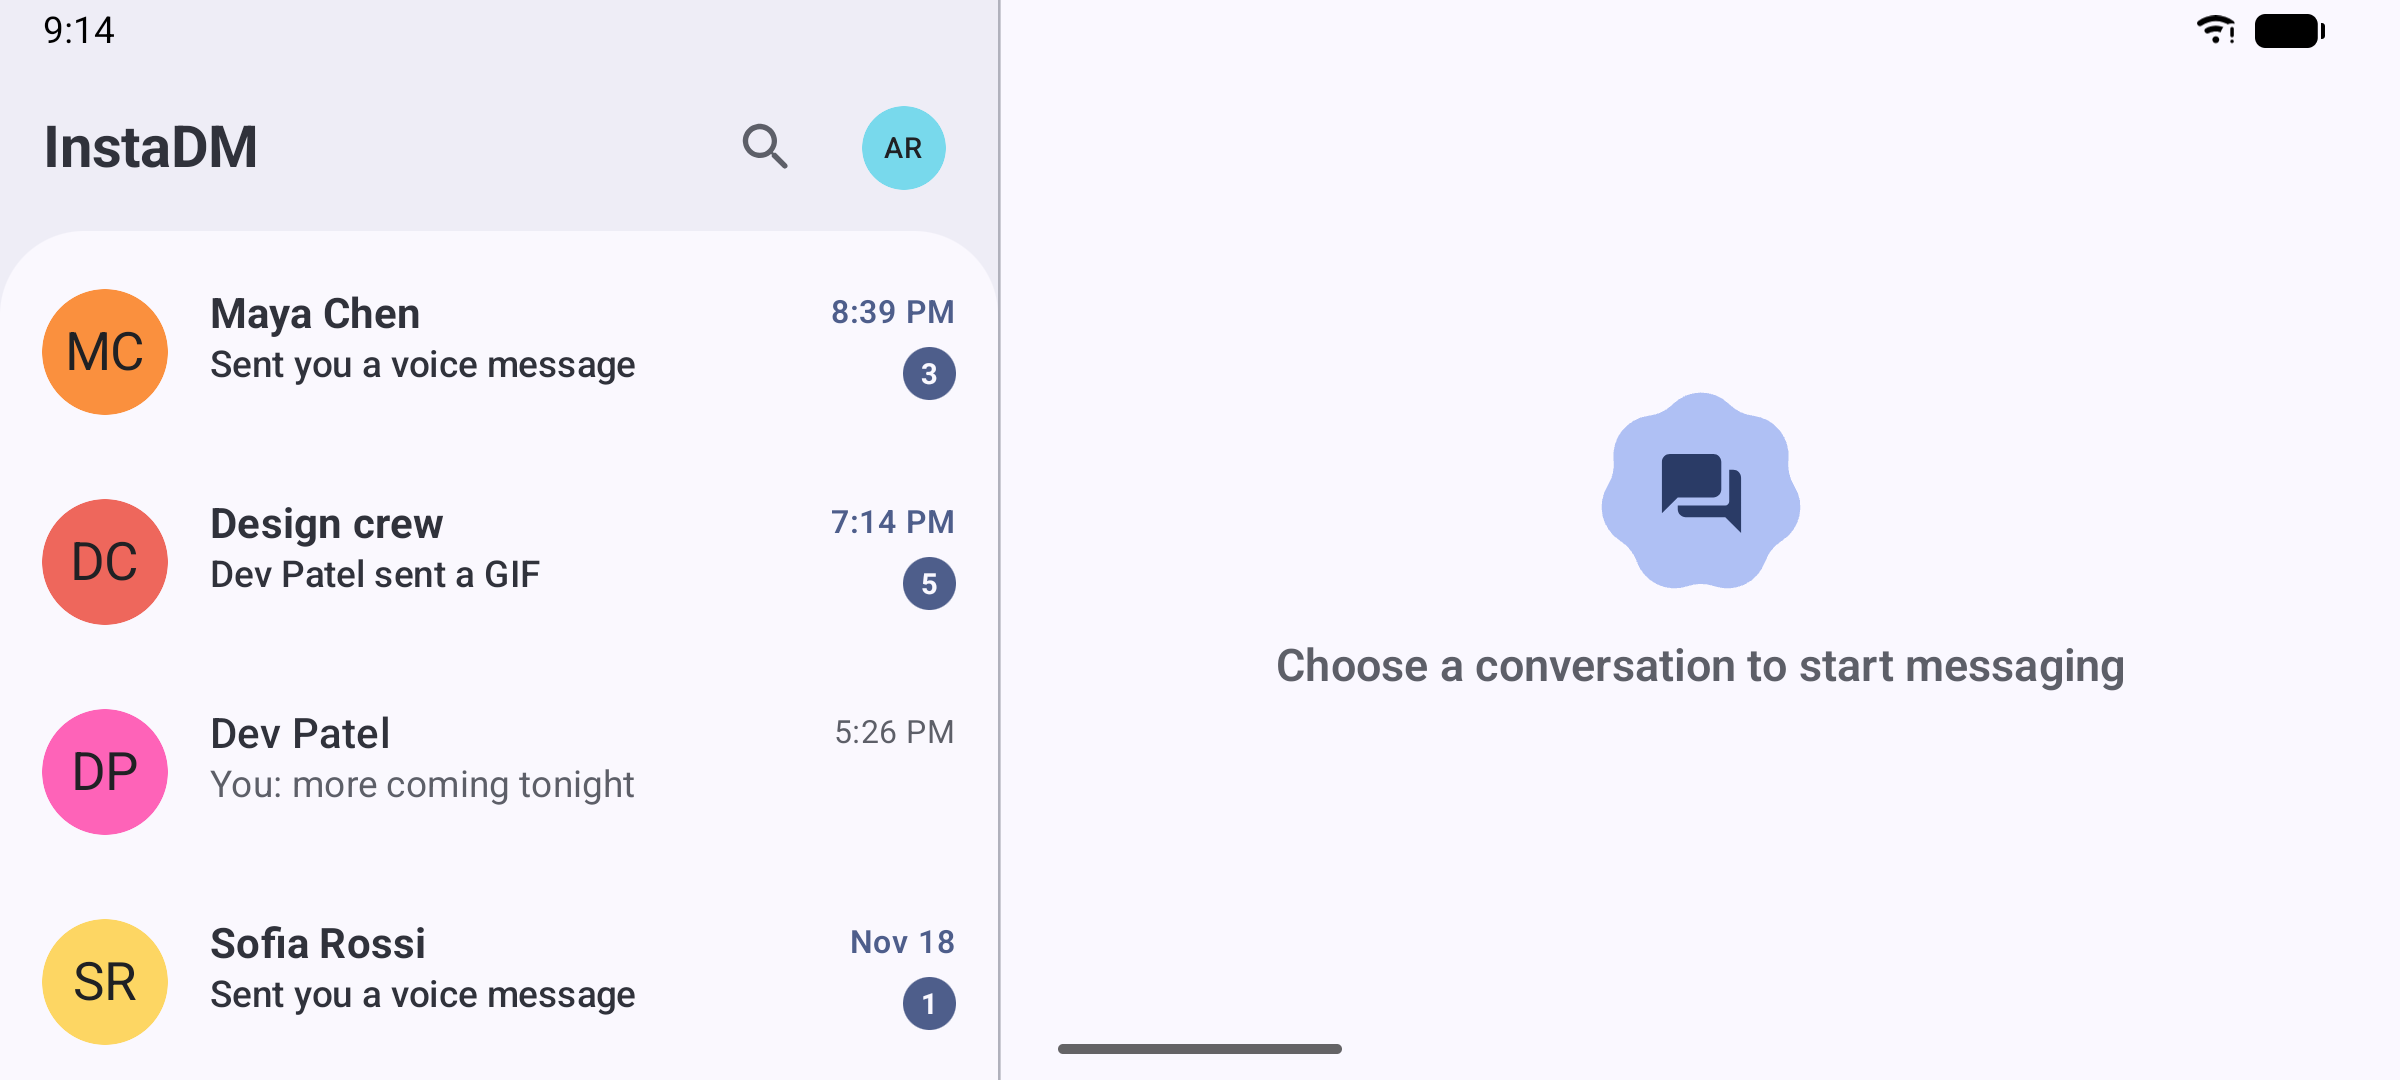 9:14
InstaDM
AR
MC
Maya Chen
8:39 PM
Sent you a voice message
3
DC
Design crew
7:14 PM
Dev Patel sent a GIF
5
DP
Dev Patel
5:26 PM
You: more coming tonight
SR
Sofia Rossi
Nov 18
Sent you a voice message
1
Choose a conversation to start messaging